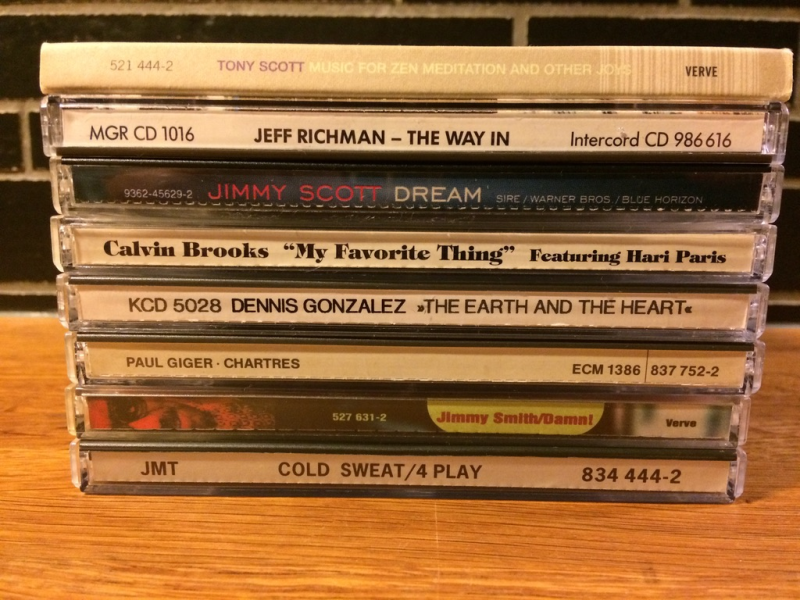 521 444-2 TONY SCOTT MUSIC FOR ZEN MEDITATION AND OTHER JOYS VERVE
MGR CD 1016 JEFF RICHMAN – THE WAY IN Intercord CD 986 616
9362-45629-2 JIMMY SCOTT DREAM SIRE / WARNER BROS. / BLUE HORIZON
Calvin Brooks “My Favorite Thing” Featuring Hari Paris
KCD 5028 DENNIS GONZALEZ »THE EARTH AND THE HEART«
PAUL GIGER · CHARTRES ECM 1386 837 752-2
527 631-2 Jimmy Smith/Damn! Verve
JMT COLD SWEAT/4 PLAY 834 444-2